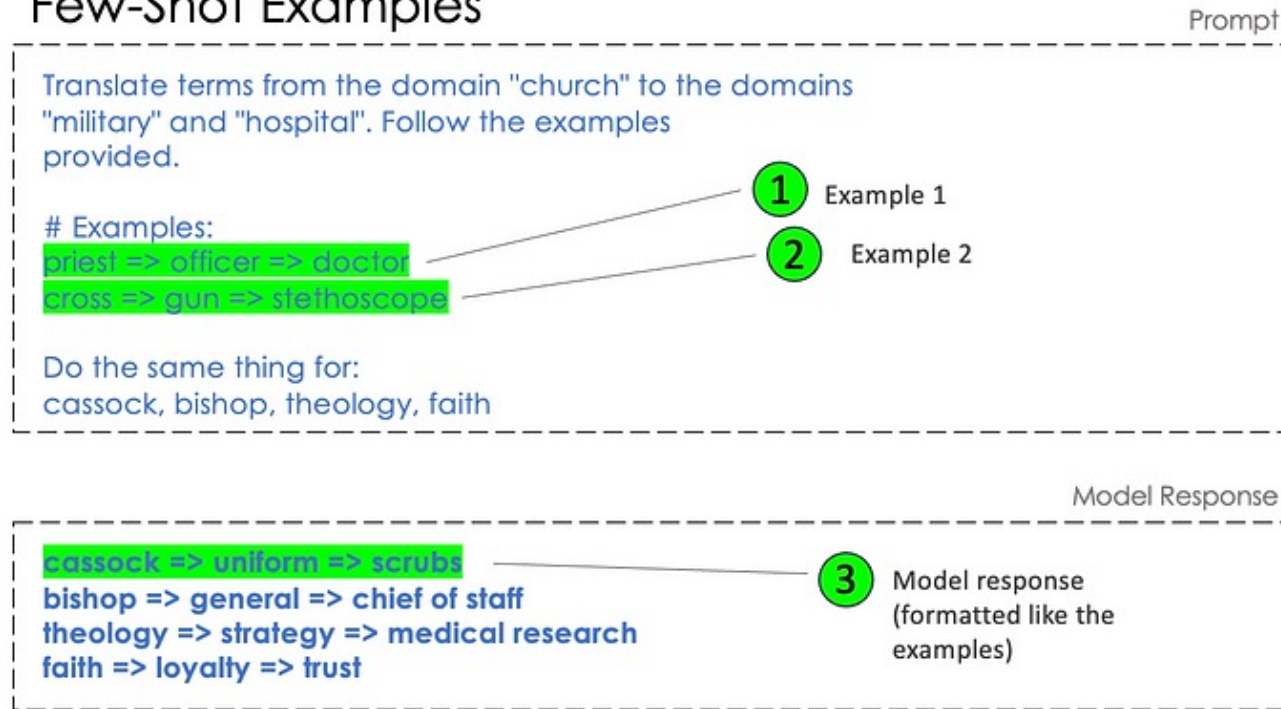 Few-Shot Examples
Prompt
Translate terms from the domain "church" to the domains
"military" and "hospital". Follow the examples
provided.
# Examples:
priest => officer => doctor
cross => gun => stethoscope
1 Example 1
2 Example 2
Do the same thing for:
cassock, bishop, theology, faith
Model Response
cassock => uniform => scrubs
bishop => general => chief of staff
theology => strategy => medical research
faith => loyalty => trust
3 Model response
(formatted like the
examples)